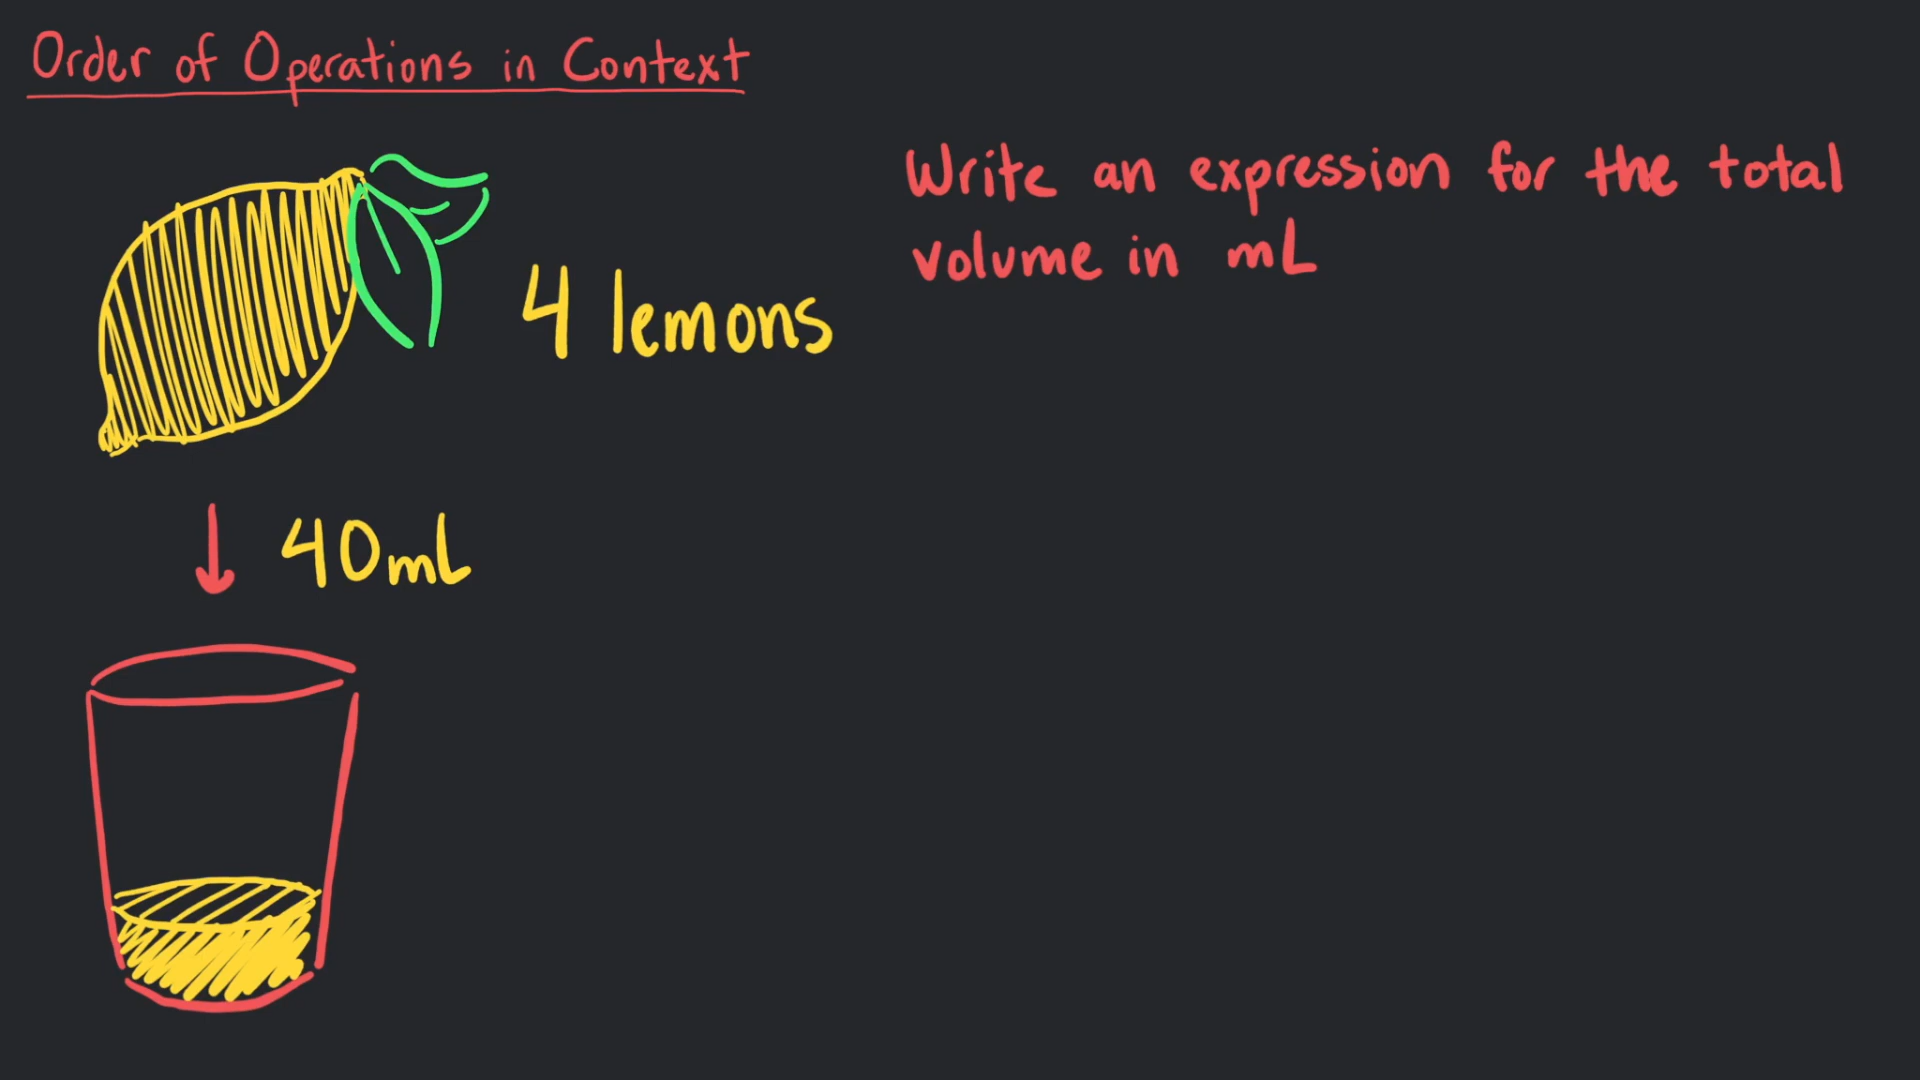 Order of Operations in Context
Write an expression for the total
volume in mL
4 lemons
40mL